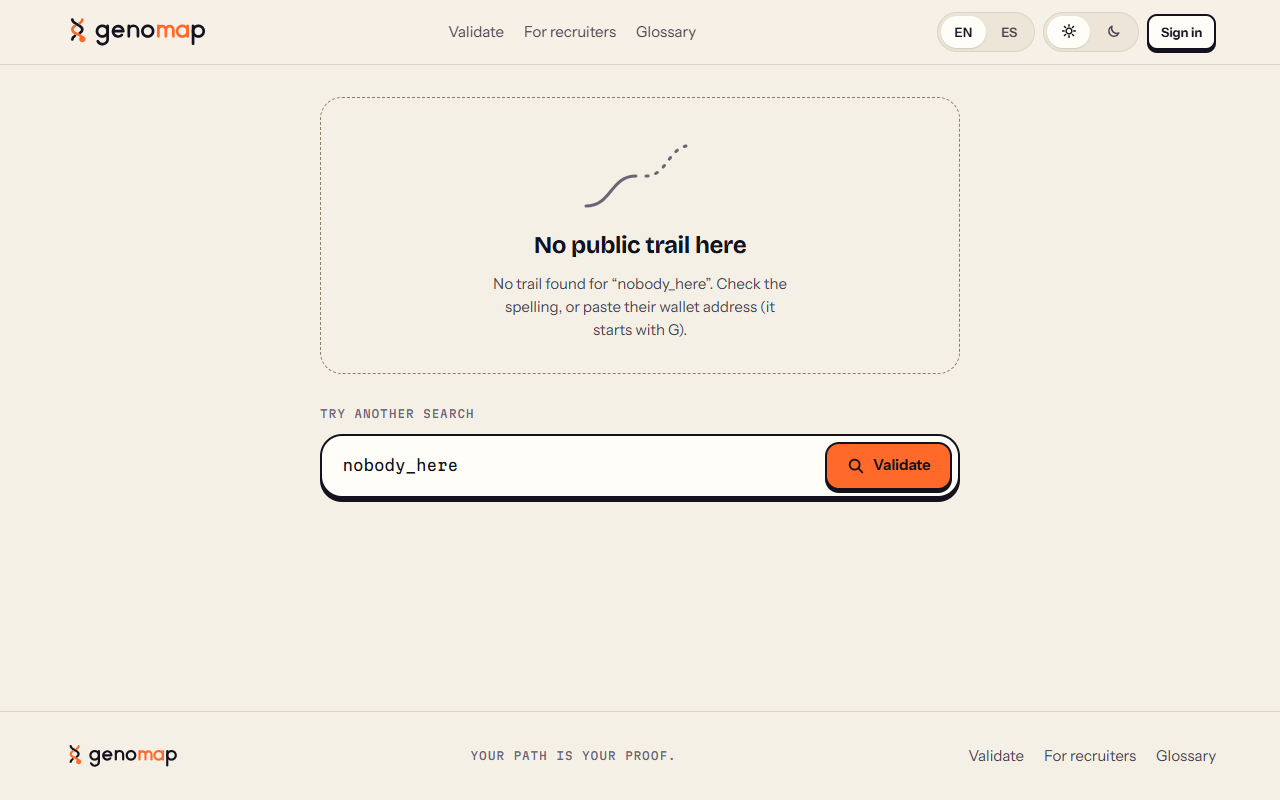 genomap
Validate For recruiters Glossary
EN ES
Sign in
No public trail here
No trail found for “nobody_here”. Check the
spelling, or paste their wallet address (it
starts with G).
TRY ANOTHER SEARCH
nobody_here
Validate
genomap
YOUR PATH IS YOUR PROOF.
Validate For recruiters Glossary